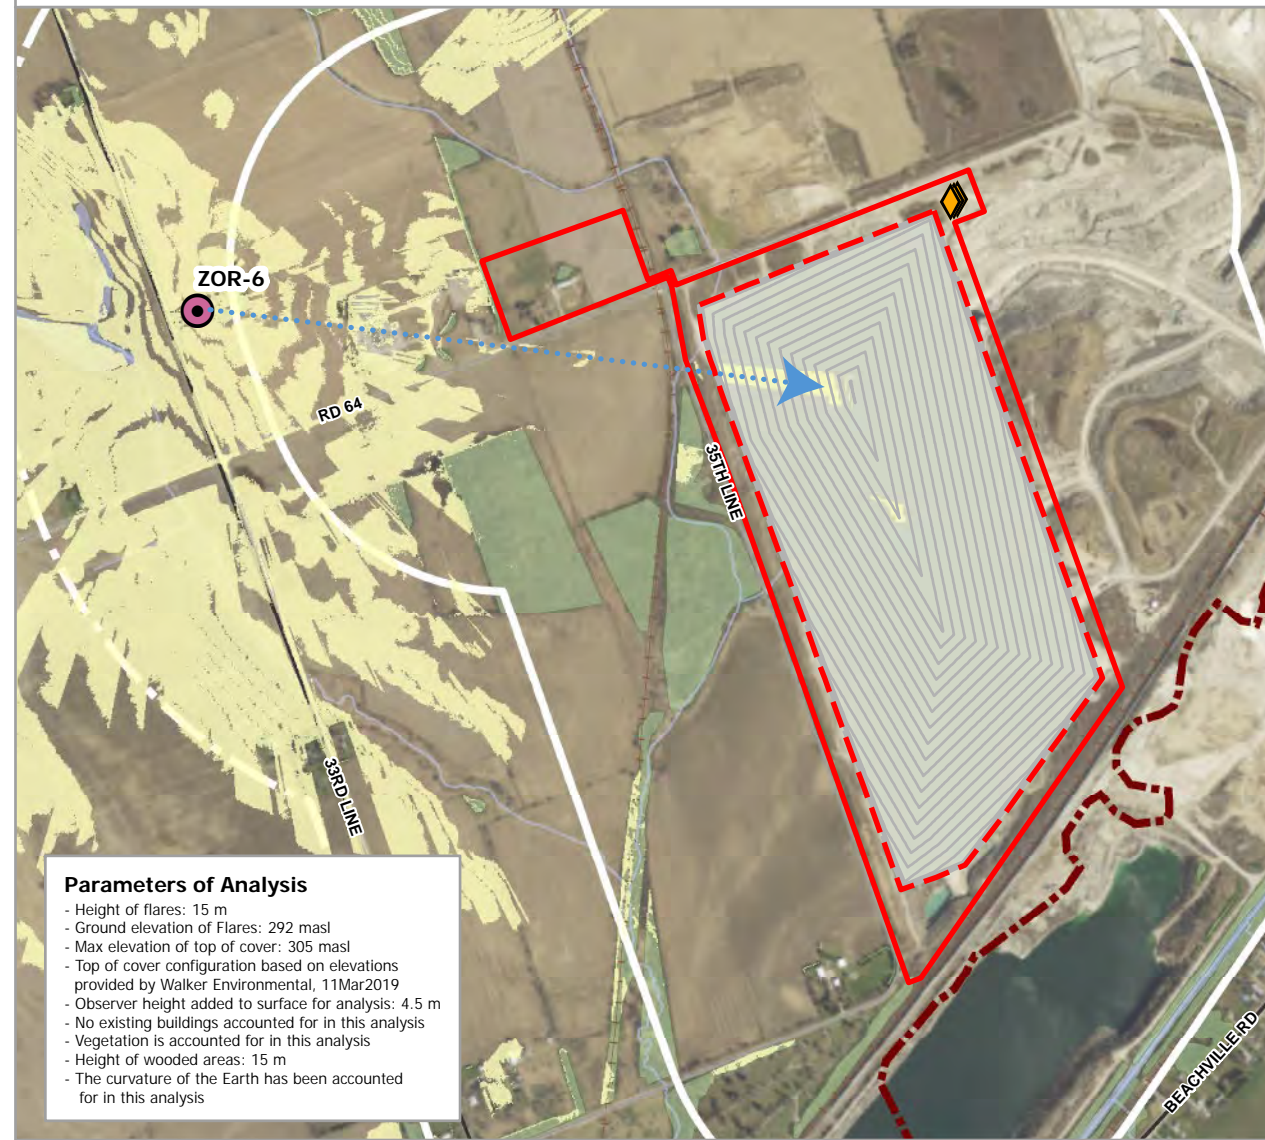 ZOR-6
RD 64
35TH LINE
33RD LINE
BEACHVILLE RD
Parameters of Analysis
- Height of flares: 15 m
- Ground elevation of Flares: 292 masl
- Max elevation of top of cover: 305 masl
- Top of cover configuration based on elevations
provided by Walker Environmental, 11Mar2019
- Observer height added to surface for analysis: 4.5 m
- No existing buildings accounted for in this analysis
- Vegetation is accounted for in this analysis
- Height of wooded areas: 15 m
- The curvature of the Earth has been accounted
for in this analysis